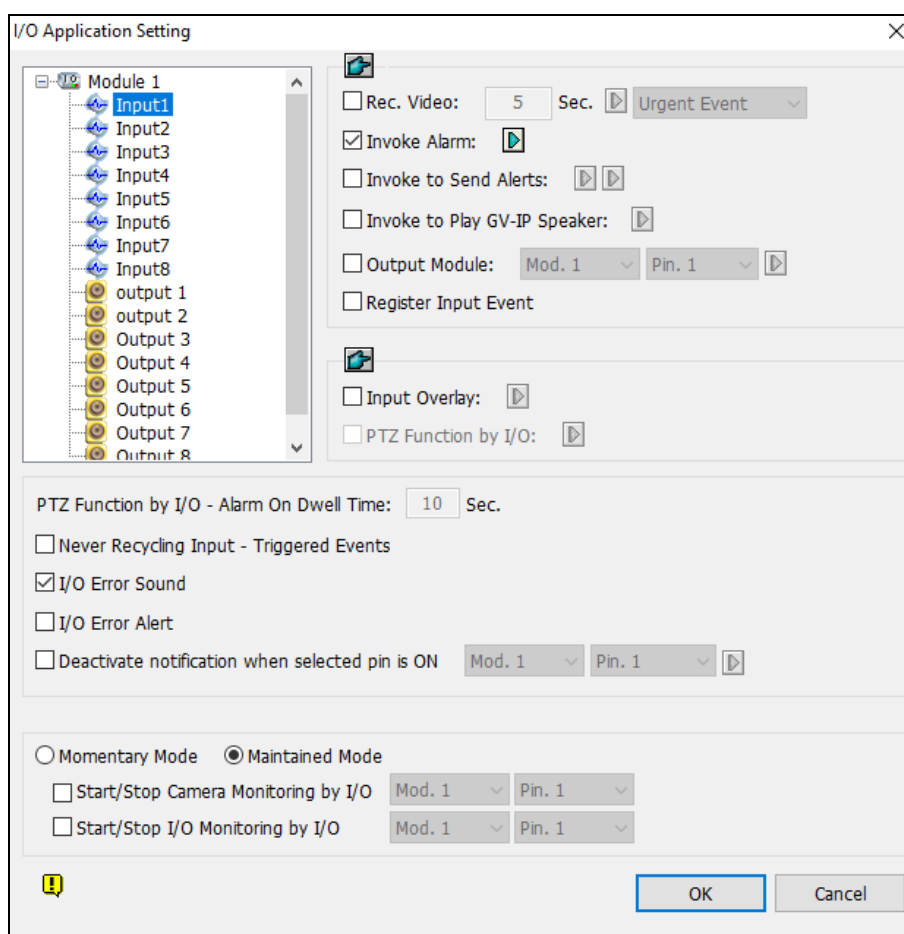 I/O Application Setting
Module 1
Input1
Input2
Input3
Input4
Input5
Input6
Input7
Input8
output 1
output 2
Output 3
Output 4
Output 5
Output 6
Output 7
Output 8
Rec. Video: 5 Sec. Urgent Event
Invoke Alarm:
Invoke to Send Alerts:
Invoke to Play GV-IP Speaker:
Output Module: Mod. 1 Pin. 1
Register Input Event
Input Overlay:
PTZ Function by I/O:
PTZ Function by I/O - Alarm On Dwell Time: 10 Sec.
Never Recycling Input - Triggered Events
I/O Error Sound
I/O Error Alert
Deactivate notification when selected pin is ON Mod. 1 Pin. 1
Momentary Mode Maintained Mode
Start/Stop Camera Monitoring by I/O Mod. 1 Pin. 1
Start/Stop I/O Monitoring by I/O Mod. 1 Pin. 1
OK Cancel